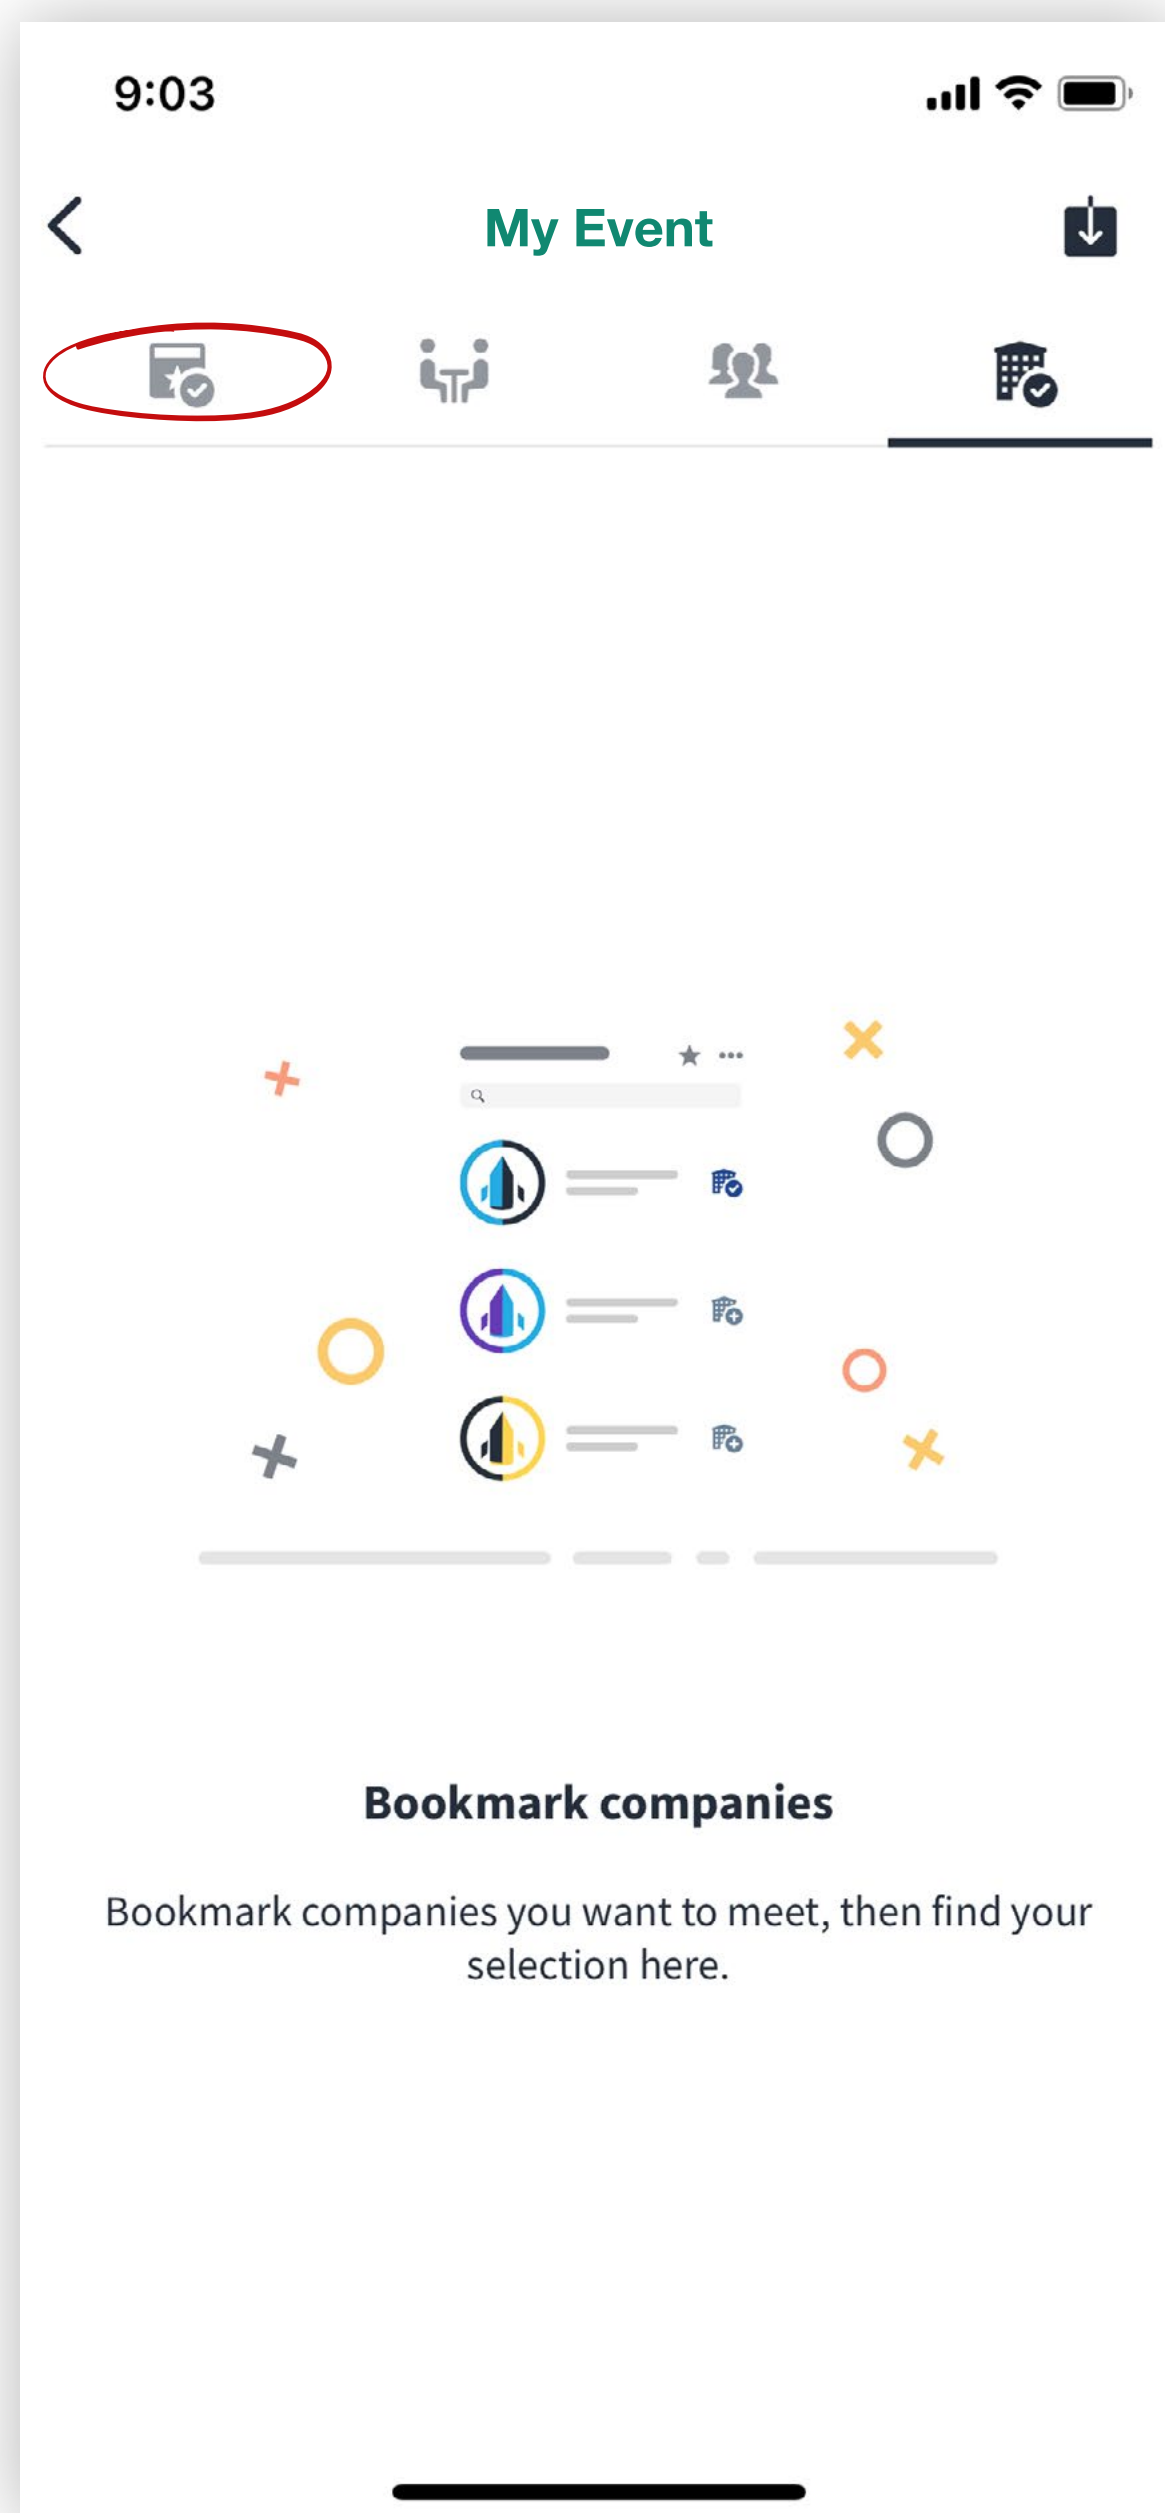 9:03
My Event
Bookmark companies
Bookmark companies you want to meet, then find your
selection here.